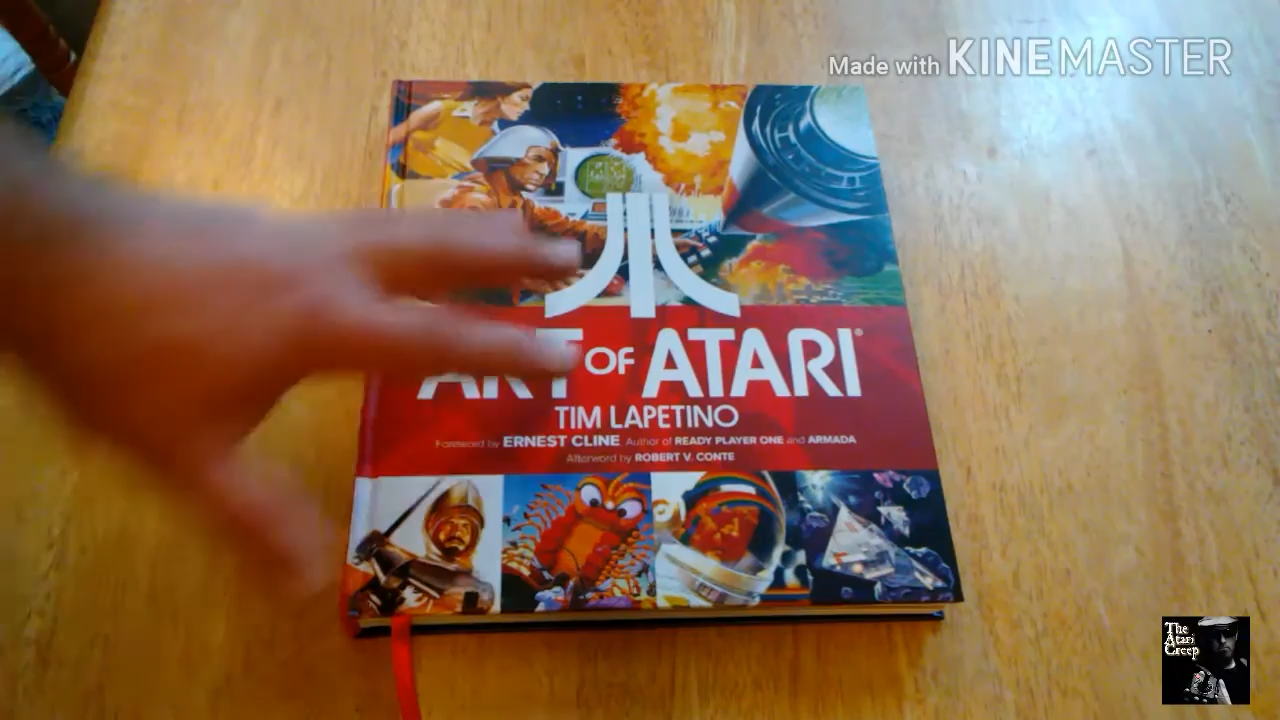 Made with KINEMASTER
ART OF ATARI®
TIM LAPETINO
Foreword by ERNEST CLINE, Author of READY PLAYER ONE and ARMADA
Afterword by ROBERT V. CONTE
The
Atari
Creep